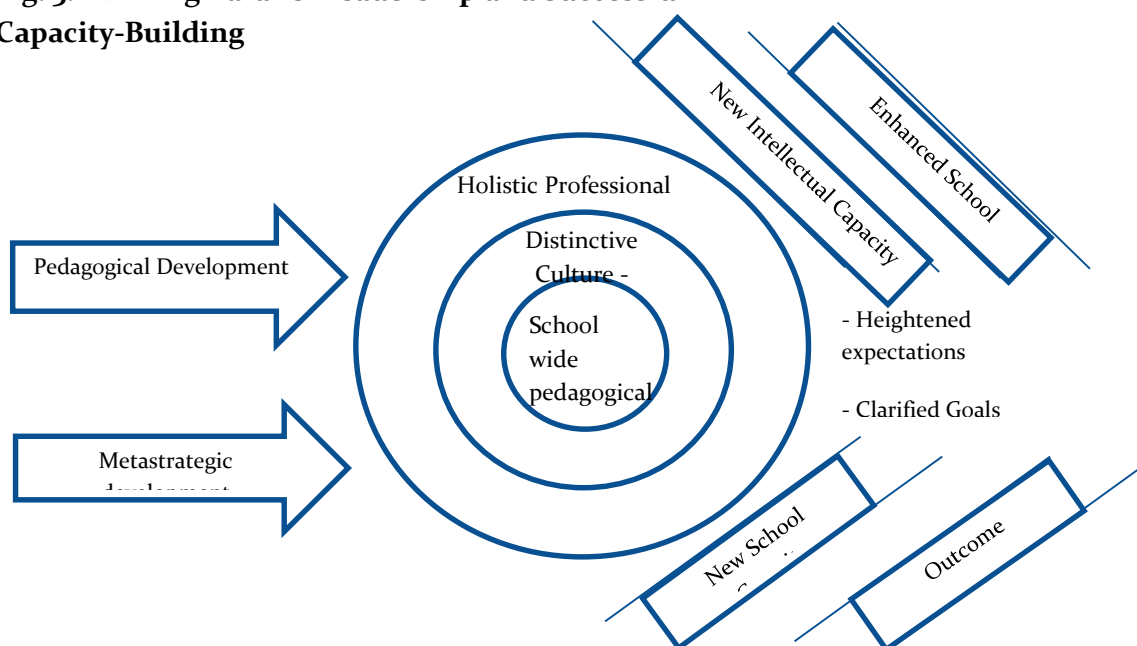 Capacity-Building
New Intellectual Capacity
Enhanced School
Holistic Professional
Distinctive
Culture -
Pedagogical Development
School
wide
pedagogical
- Heightened
expectations
- Clarified Goals
Metastrategic
New School
Outcome